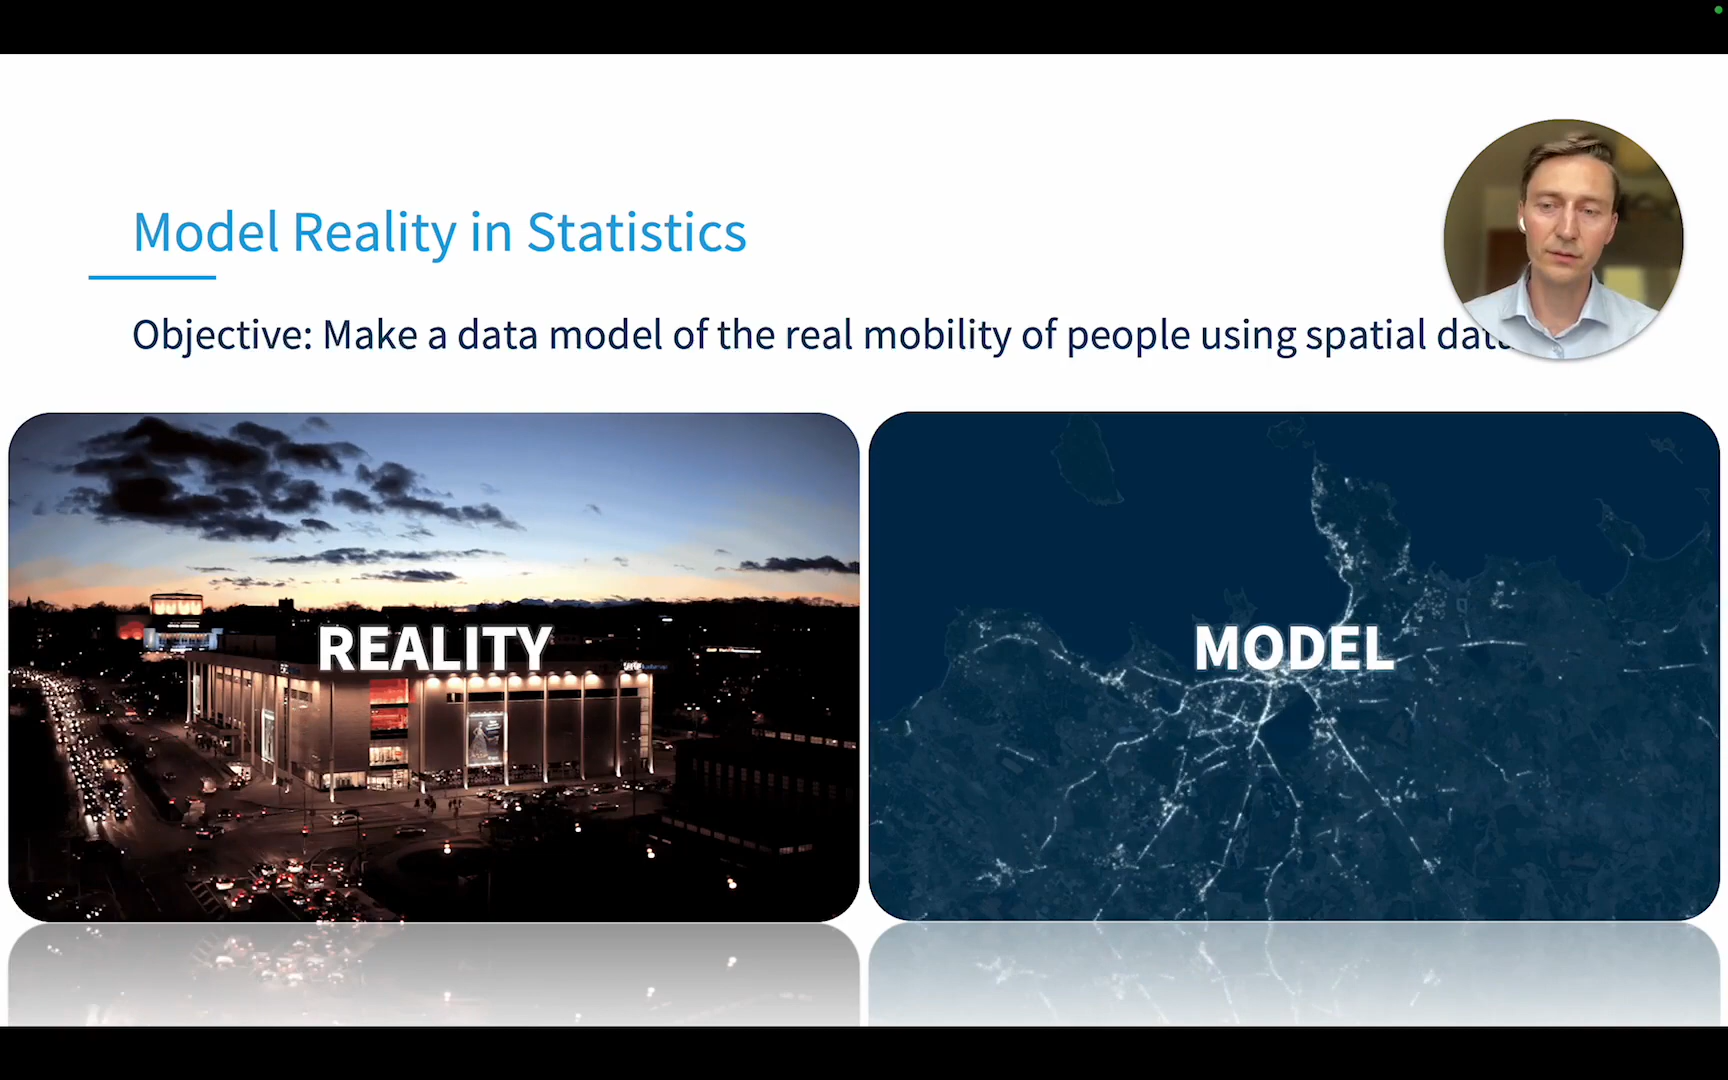 Model Reality in Statistics
Objective: Make a data model of the real mobility of people using spatial
REALITY
MODEL